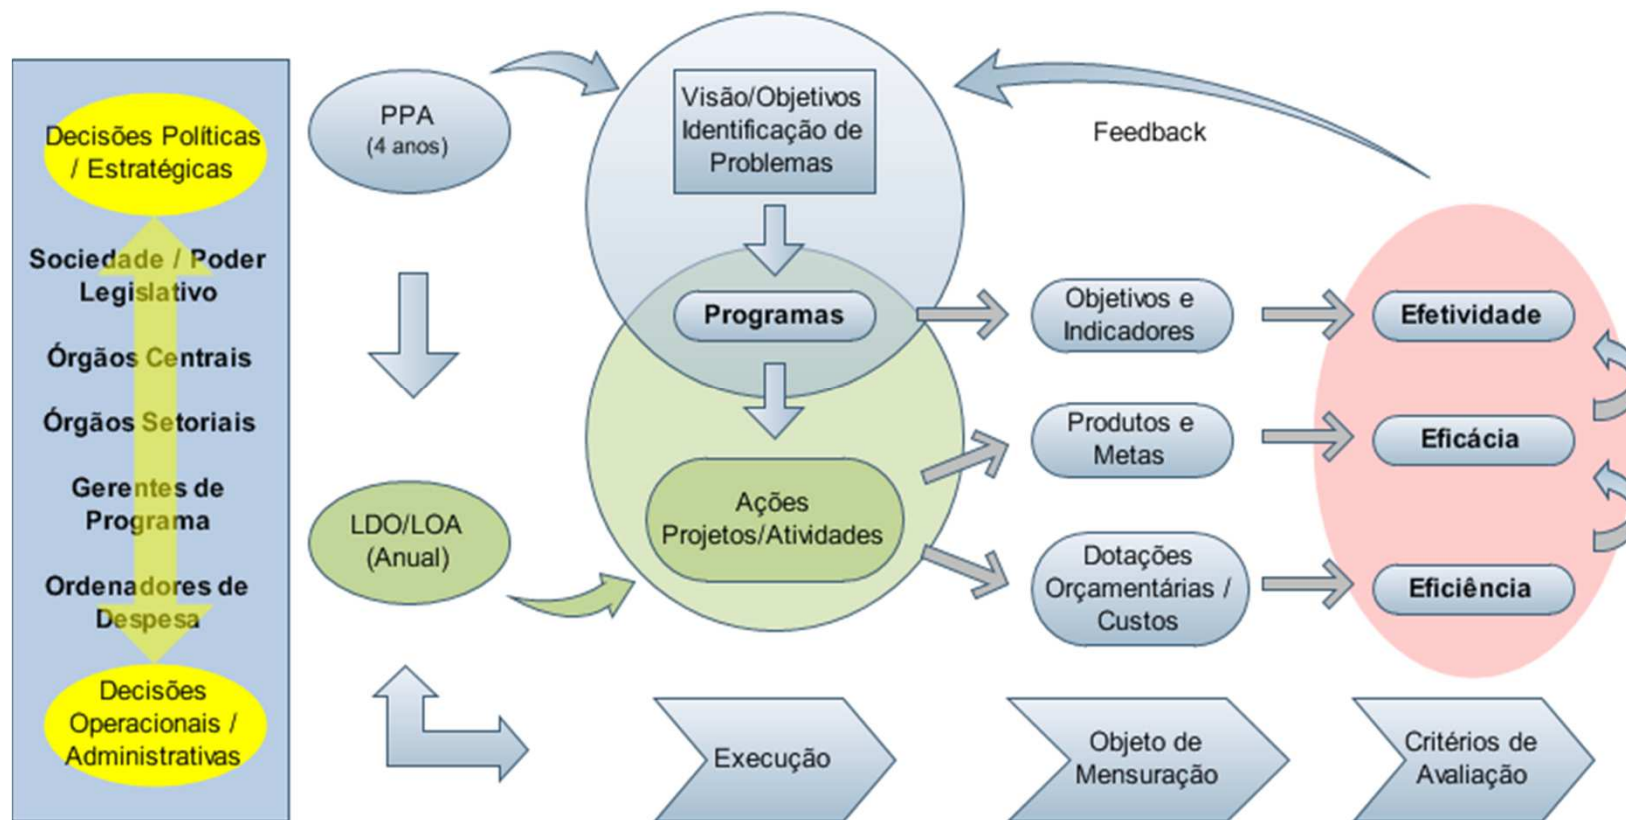 Decisões Políticas
/ Estratégicas
Sociedade / Poder
Legislativo
Órgãos Centrais
Órgãos Setoriais
Gerentes de
Programa
Ordenadores de
Despesa
Decisões
Operacionais /
Administrativas
PPA
(4 anos)
LDO/LOA
(Anual)
Visão/Objetivos
Identificação de
Problemas
Programas
Ações
Projetos/Atividades
Execução
Feedback
Objetivos e
Indicadores
Produtos e
Metas
Dotações
Orçamentárias /
Custos
Objeto de
Mensuração
Efetividade
Eficácia
Eficiência
Critérios de
Avaliação